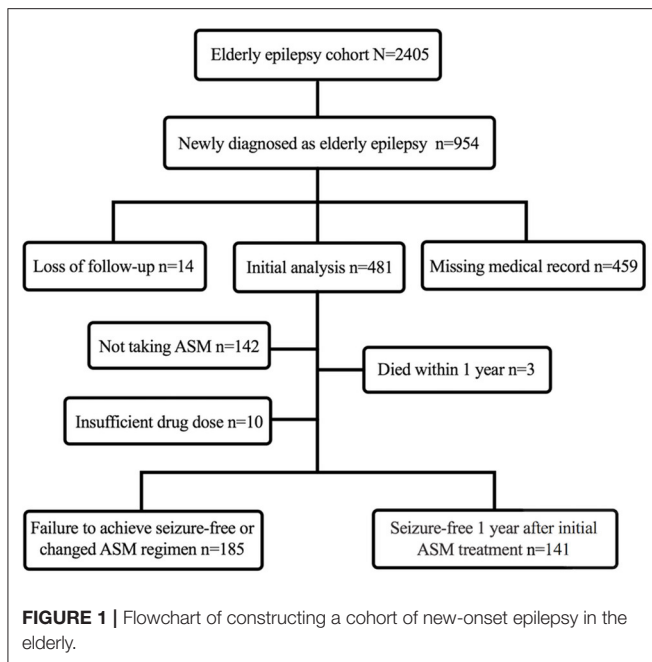 Elderly epilepsy cohort N=2405
Newly diagnosed as elderly epilepsy n=954
Loss of follow-up n=14
Initial analysis n=481
Missing medical record n=459
Not taking ASM n=142
Died within 1 year n=3
Insufficient drug dose n=10
Failure to achieve seizure-free or
changed ASM regimen n=185
Seizure-free 1 year after initial
ASM treatment n=141
FIGURE 1 | Flowchart of constructing a cohort of new-onset epilepsy in the
elderly.